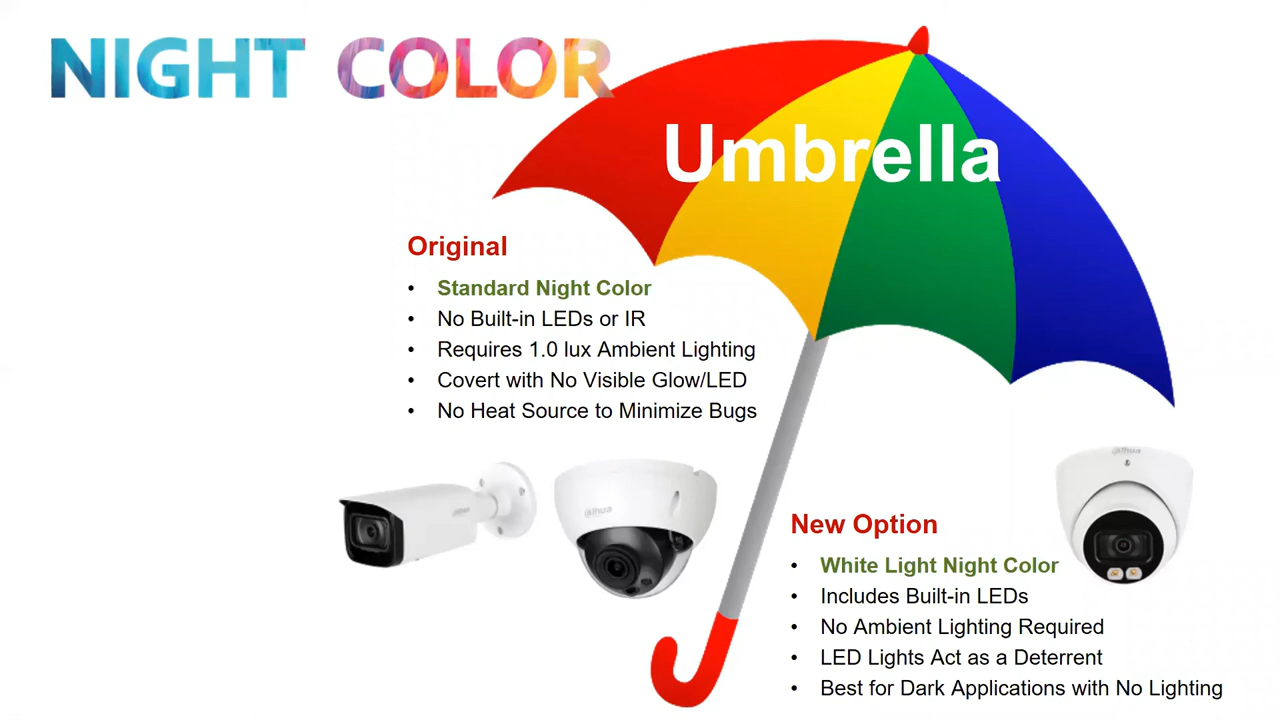 NIGHT COLOR
Umbrella
Original
• Standard Night Color
• No Built-in LEDs or IR
• Requires 1.0 lux Ambient Lighting
• Covert with No Visible Glow/LED
• No Heat Source to Minimize Bugs
alhua
alhua
alhua
New Option
• White Light Night Color
• Includes Built-in LEDs
• No Ambient Lighting Required
• LED Lights Act as a Deterrent
• Best for Dark Applications with No Lighting